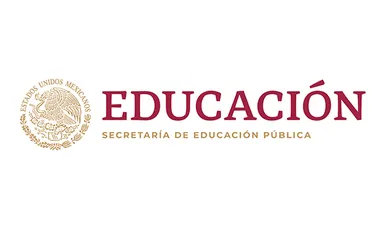 ESTADOS UNIDOS MEXICANOS
EDUCACIÓN
SECRETARÍA DE EDUCACIÓN PÚBLICA